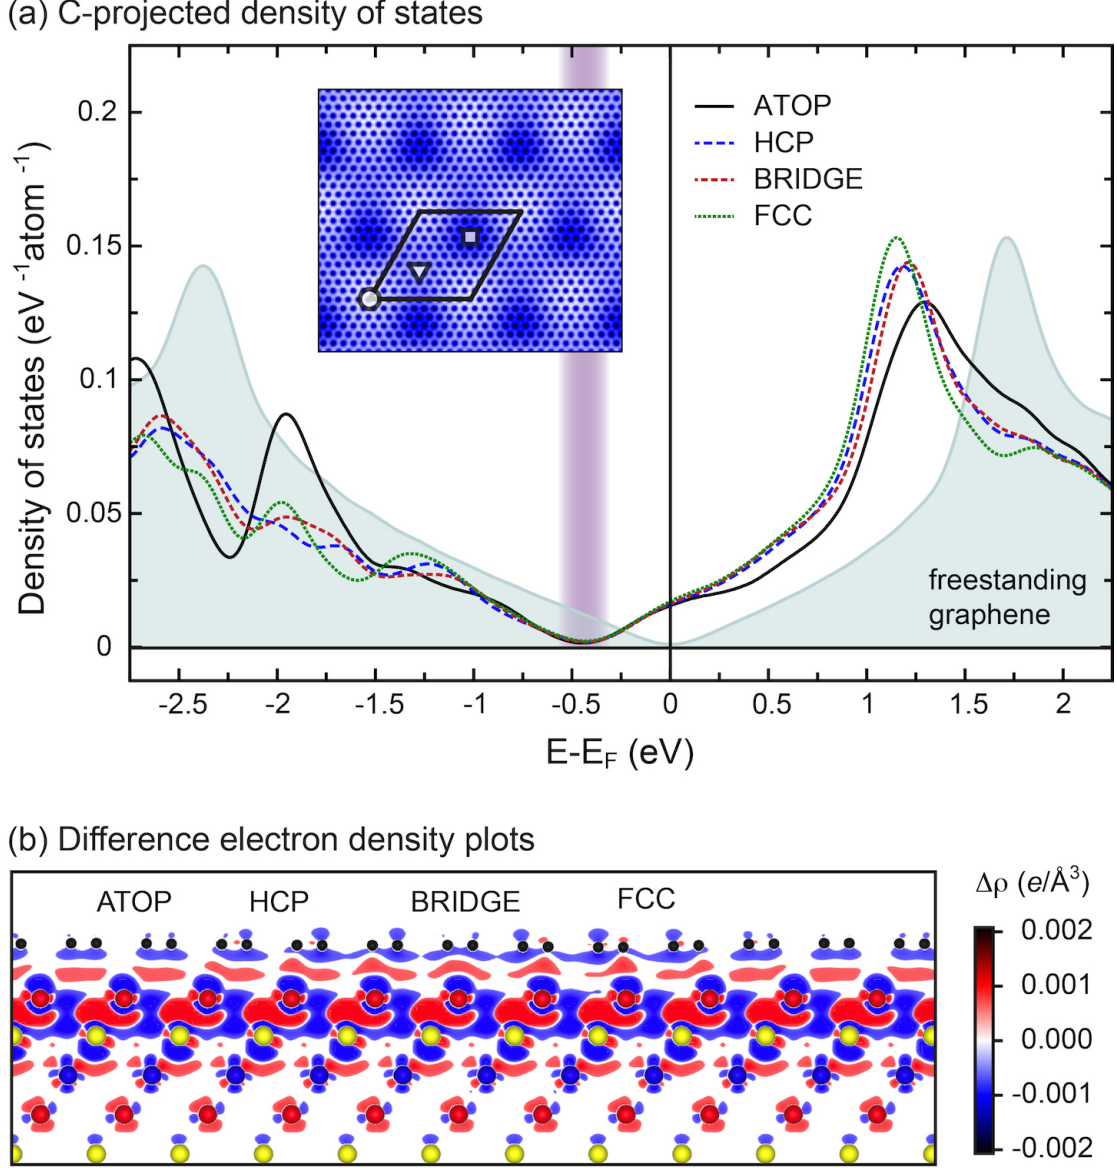 (a) C-projected density of states
Density of states (eV⁻¹atom⁻¹)
0.2
0.15
0.1
0.05
0
ATOP
HCP
BRIDGE
FCC
freestanding
graphene
-2.5 -2 -1.5 -1 -0.5 0 0.5 1 1.5 2
E-E_F (eV)
(b) Difference electron density plots
ATOP HCP BRIDGE FCC
Δρ (e/Å³)
0.002
0.001
0.000
-0.001
-0.002